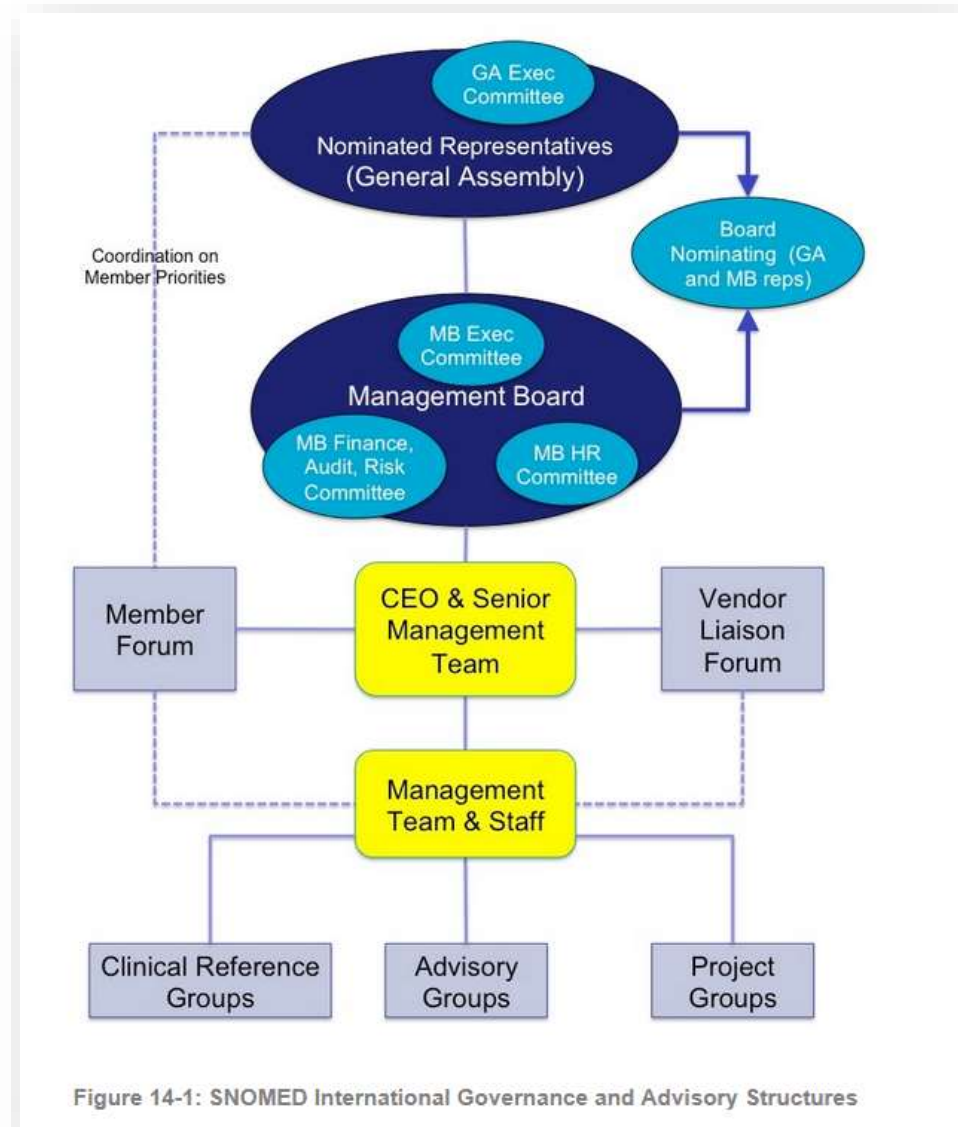 GA Exec
Committee
Nominated Representatives
(General Assembly)
Board
Nominating (GA
and MB reps)
Coordination on
Member Priorities
MB Exec
Committee
Management Board
MB Finance,
Audit, Risk
Committee
MB HR
Committee
Member
Forum
CEO & Senior
Management
Team
Vendor
Liaison
Forum
Management
Team & Staff
Clinical Reference
Groups
Advisory
Groups
Project
Groups
Figure 14-1: SNOMED International Governance and Advisory Structures